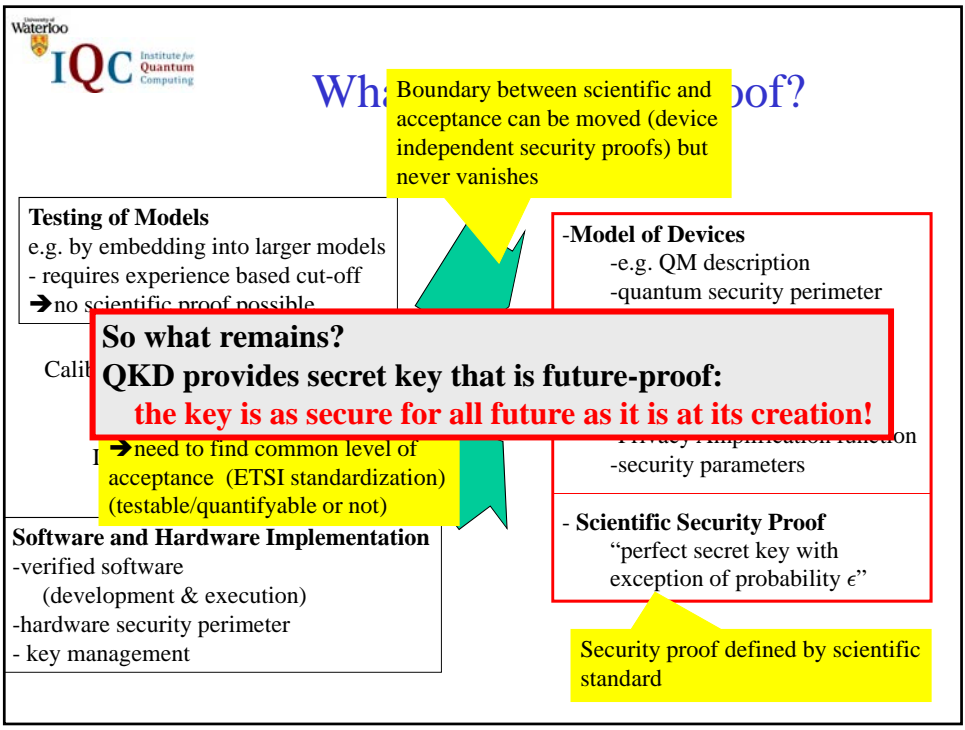 University of
Waterloo
IQC
Institute for
Quantum
Computing
Boundary between scientific and
acceptance can be moved (device
independent security proofs) but
never vanishes
Testing of Models
e.g. by embedding into larger models
- requires experience based cut-off
➔no scientific proof possible
-Model of Devices
-e.g. QM description
-quantum security perimeter
So what remains?
QKD provides secret key that is future-proof:
the key is as secure for all future as it is at its creation!
-Privacy Amplification function
-security parameters
➔need to find common level of
acceptance (ETSI standardization)
(testable/quantifyable or not)
Software and Hardware Implementation
-verified software
(development & execution)
-hardware security perimeter
- key management
- Scientific Security Proof
“perfect secret key with
exception of probability ϵ”
Security proof defined by scientific
standard